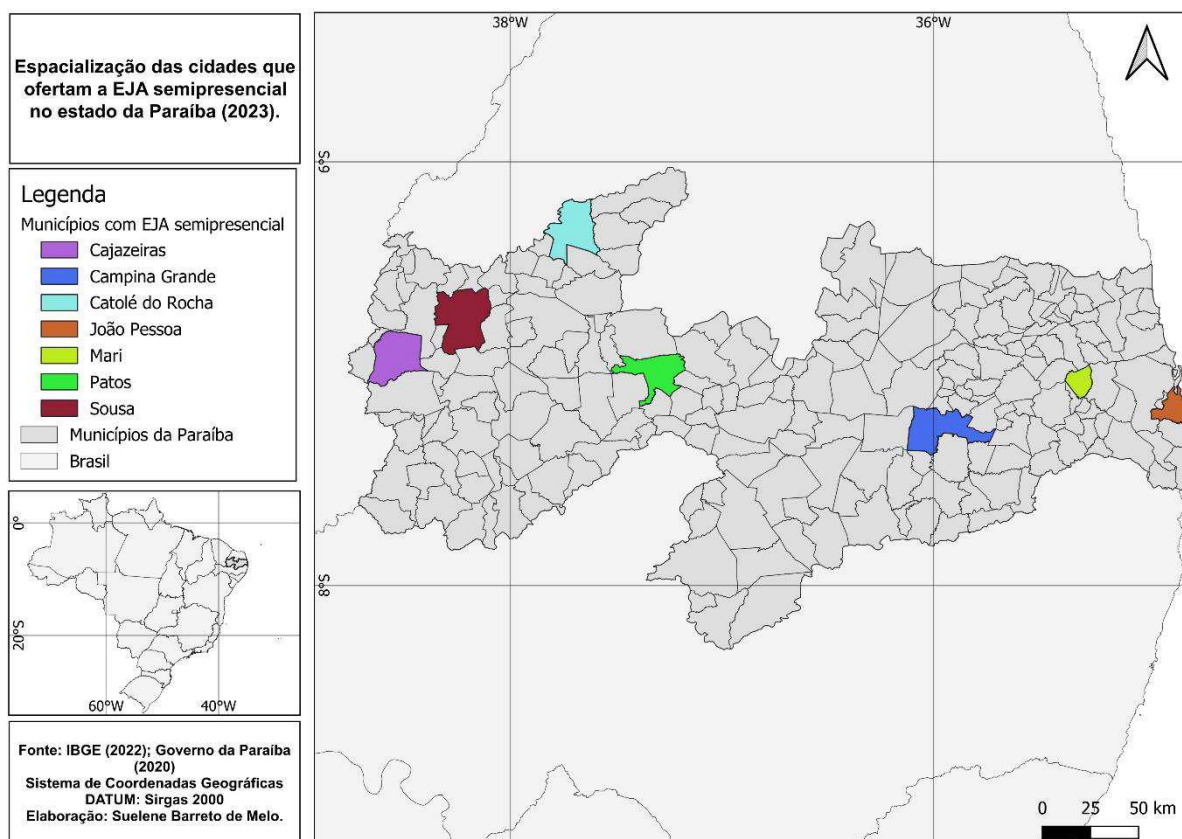 Espacialização das cidades que
ofertam a EJA semipresencial
no estado da Paraíba (2023).
Legenda
Municípios com EJA semipresencial
Cajazeiras
Campina Grande
Catolé do Rocha
João Pessoa
Mari
Patos
Sousa
Municípios da Paraíba
Brasil
0°
20°S
60°W 40°W
Fonte: IBGE (2022); Governo da Paraíba
(2020)
Sistema de Coordenadas Geográficas
DATUM: Sirgas 2000
Elaboração: Suelene Barreto de Melo.
38°W 36°W
6°S
8°S
0 25 50 km